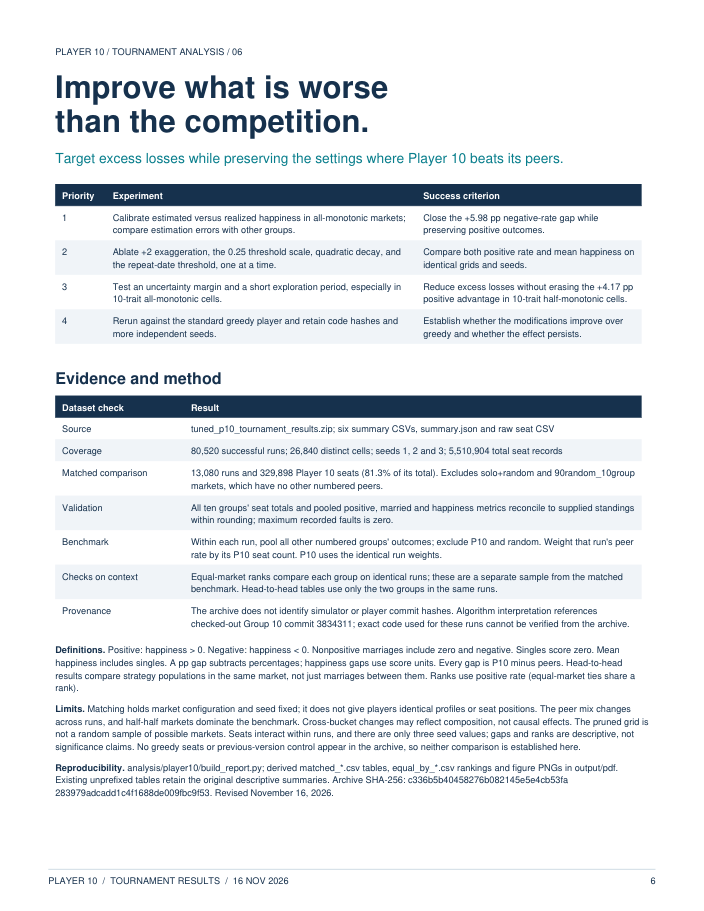 PLAYER 10 / TOURNAMENT ANALYSIS / 06
Improve what is worse
than the competition.
Target excess losses while preserving the settings where Player 10 beats its peers.
Priority Experiment Success criterion
1 Calibrate estimated versus realized happiness in all-monotonic markets; Close the +5.98 pp negative-rate gap while
compare estimation errors with other groups. preserving positive outcomes.
2 Ablate +2 exaggeration, the 0.25 threshold scale, quadratic decay, and Compare both positive rate and mean happiness on
the repeat-date threshold, one at a time. identical grids and seeds.
3 Test an uncertainty margin and a short exploration period, especially in Reduce excess losses without erasing the +4.17 pp
10-trait all-monotonic cells. positive advantage in 10-trait half-monotonic cells.
4 Rerun against the standard greedy player and retain code hashes and Establish whether the modifications improve over
more independent seeds. greedy and whether the effect persists.
Evidence and method
Dataset check Result
Source tuned_p10_tournament_results.zip; six summary CSVs, summary.json and raw seat CSV
Coverage 80,520 successful runs; 26,840 distinct cells; seeds 1, 2 and 3; 5,510,904 total seat records
Matched comparison 13,080 runs and 329,898 Player 10 seats (81.3% of its total). Excludes solo+random and 90random_10group
markets, which have no other numbered peers.
Validation All ten groups' seat totals and pooled positive, married and happiness metrics reconcile to supplied standings
within rounding; maximum recorded faults is zero.
Benchmark Within each run, pool all other numbered groups' outcomes; exclude P10 and random. Weight that run's peer
rate by its P10 seat count. P10 uses the identical run weights.
Checks on context Equal-market ranks compare each group on identical runs; these are a separate sample from the matched
benchmark. Head-to-head tables use only the two groups in the same runs.
Provenance The archive does not identify simulator or player commit hashes. Algorithm interpretation references
checked-out Group 10 commit 3834311; exact code used for these runs cannot be verified from the archive.
Definitions. Positive: happiness > 0. Negative: happiness < 0. Nonpositive marriages include zero and negative. Singles score zero. Mean
happiness includes singles. A pp gap subtracts percentages; happiness gaps use score units. Every gap is P10 minus peers. Head-to-head
results compare strategy populations in the same market, not just marriages between them. Ranks use positive rate (equal-market ties share a
rank).
Limits. Matching holds market configuration and seed fixed; it does not give players identical profiles or seat positions. The peer mix changes
across runs, and half-half markets dominate the benchmark. Cross-bucket changes may reflect composition, not causal effects. The pruned grid is
not a random sample of possible markets. Seats interact within runs, and there are only three seed values; gaps and ranks are descriptive, not
significance claims. No greedy seats or previous-version control appear in the archive, so neither comparison is established here.
Reproducibility. analysis/player10/build_report.py; derived matched_*.csv tables, equal_by_*.csv rankings and figure PNGs in output/pdf.
Existing unprefixed tables retain the original descriptive summaries. Archive SHA-256: c336b5b40458276b082145e5e4cb53fa
283979adcadd1c4f1688de009fbc9f53. Revised November 16, 2026.
PLAYER 10 / TOURNAMENT RESULTS / 16 NOV 2026 6